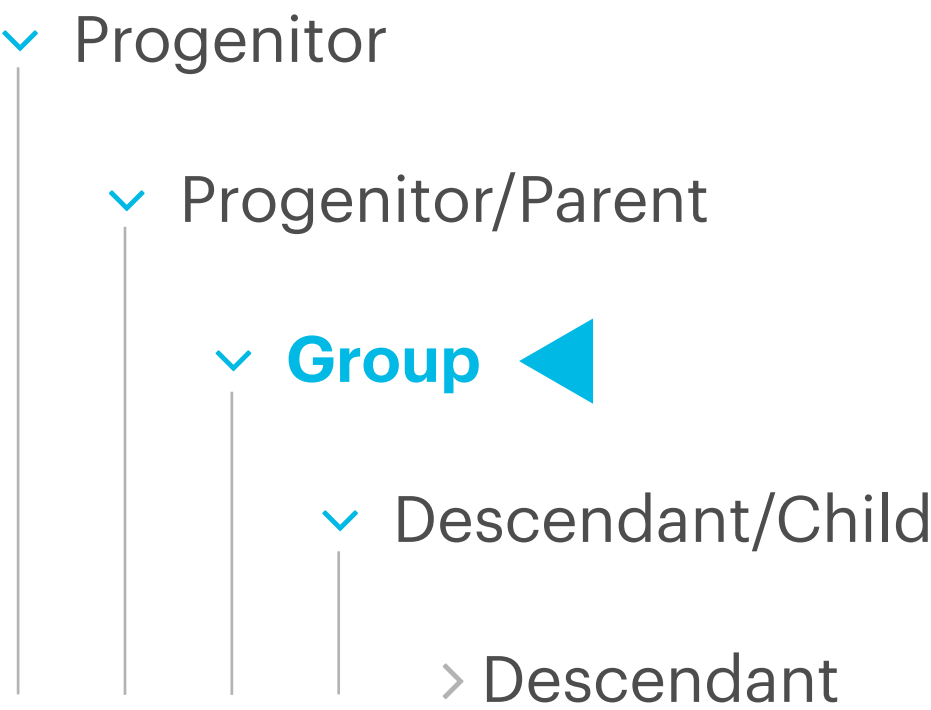 Progenitor
Progenitor/Parent
Group
Descendant/Child
Descendant